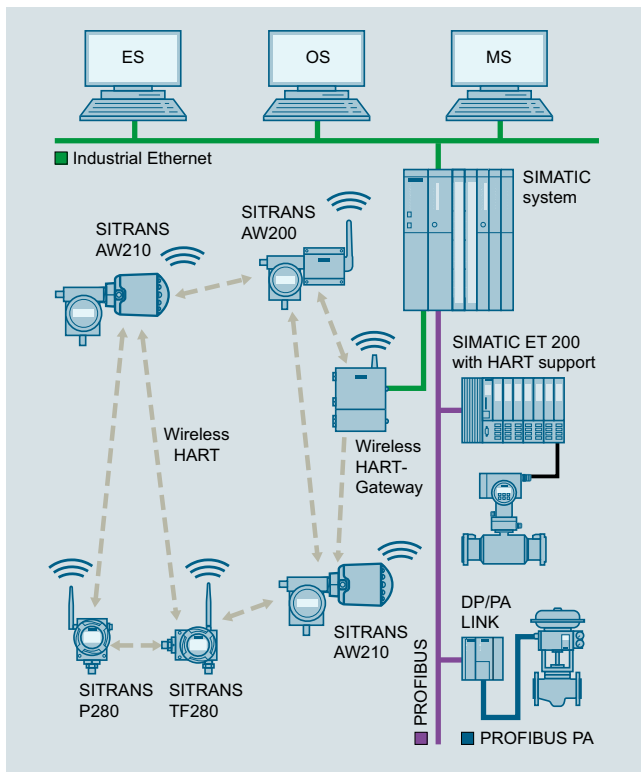 ES
OS
MS
Industrial Ethernet
SIMATIC
system
SITRANS
AW200
SITRANS
AW210
SIMATIC ET 200
with HART support
Wireless
HART
Wireless
HART-
Gateway
DP/PA
LINK
SITRANS
AW210
SITRANS
P280
SITRANS
TF280
PROFIBUS
PROFIBUS PA